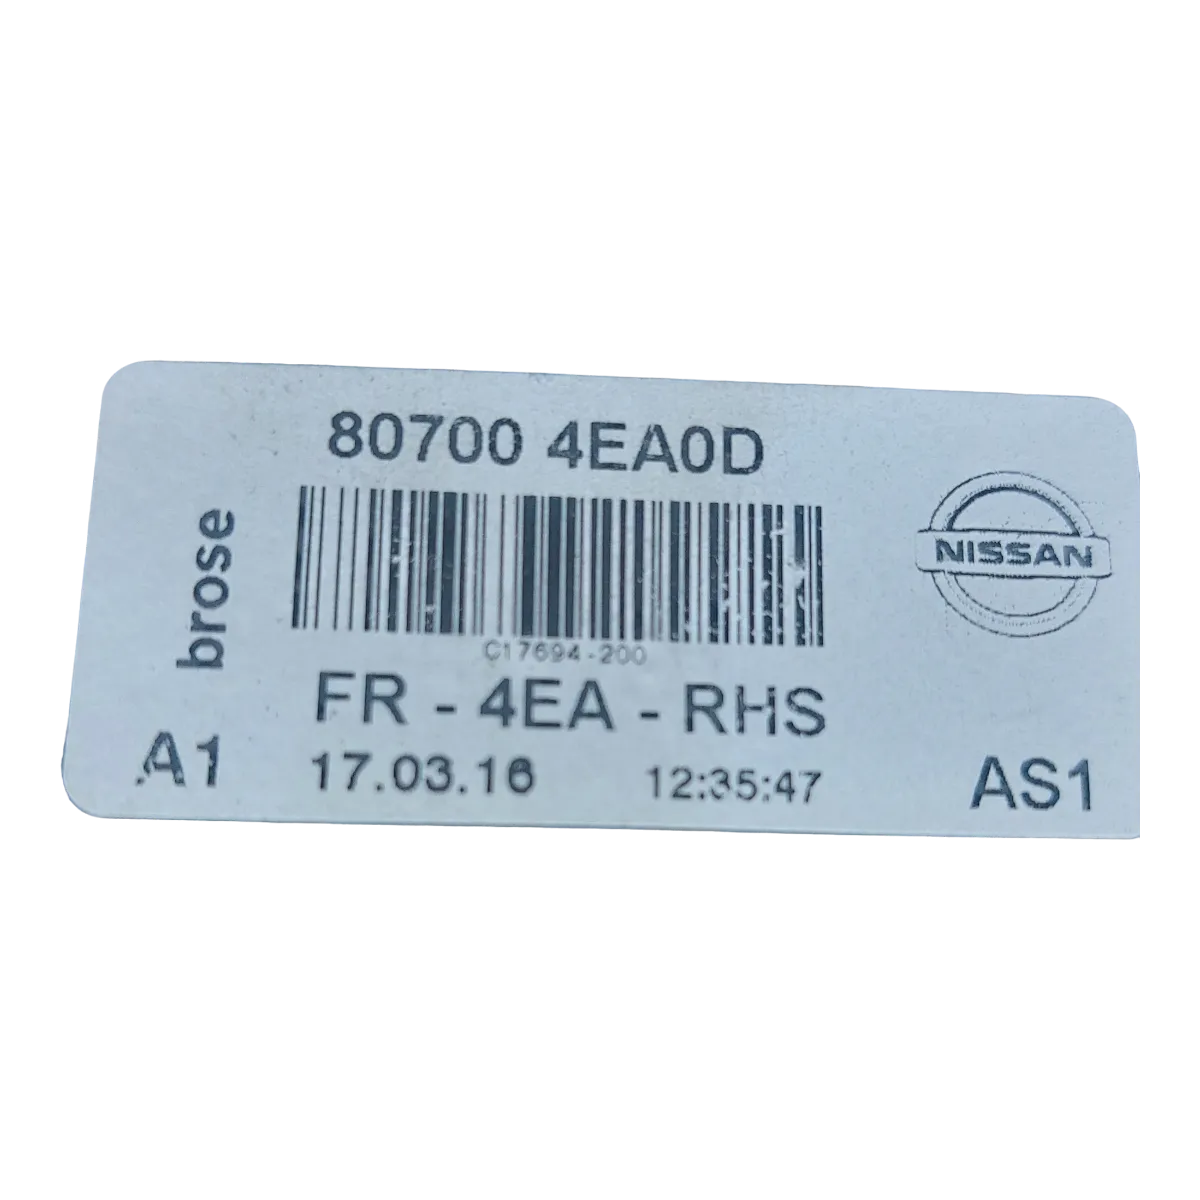 80700 4EA0D
brose
NISSAN
C17694-200
FR - 4EA - RHS
A1
17.03.16 12:35:47
AS1